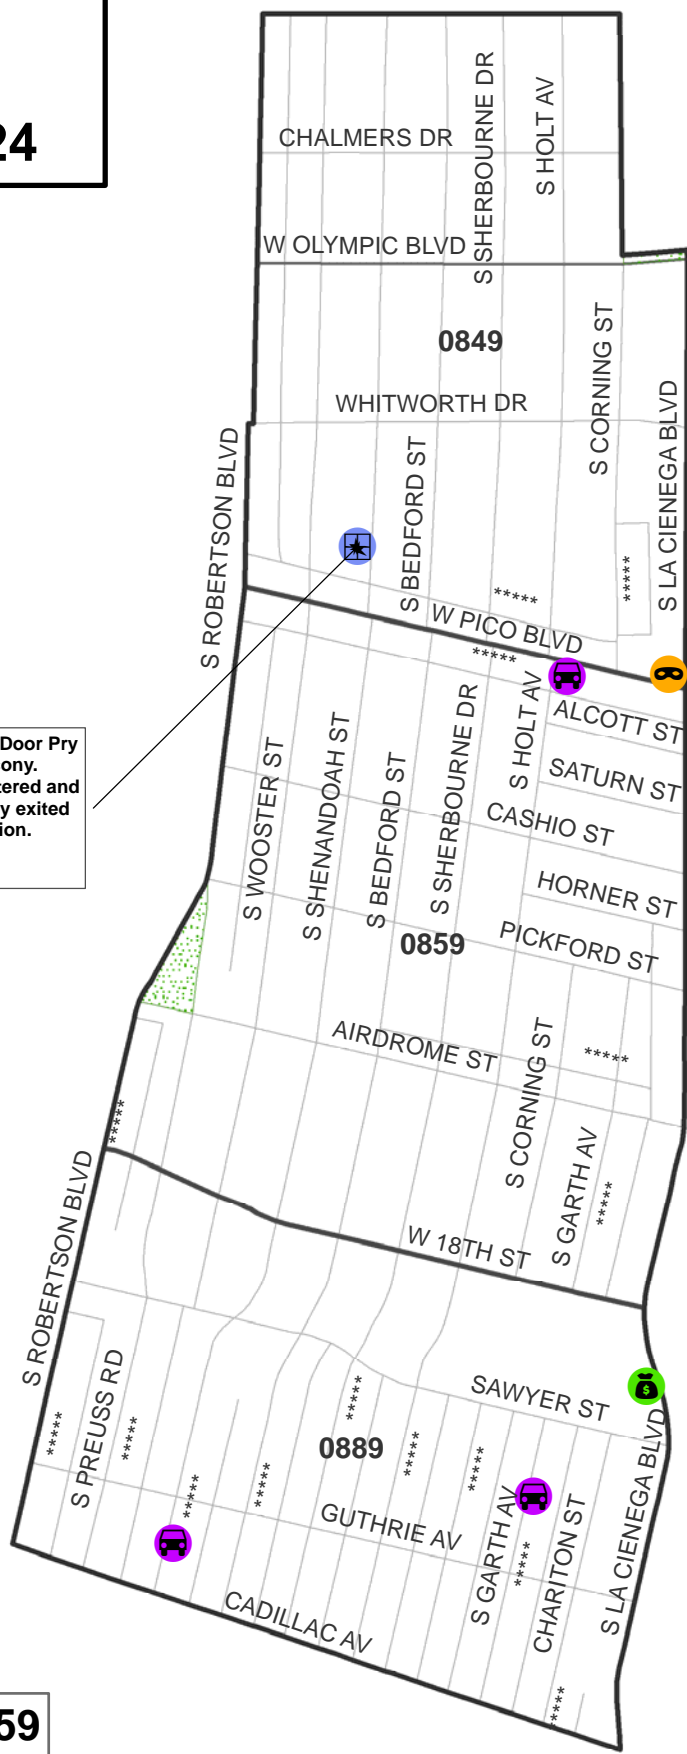 24
CHALMERS DR
S SHERBOURNE DR
S HOLT AV
W OLYMPIC BLVD
0849
S CORNING ST
WHITWORTH DR
S LA CIENEGA BLVD
S ROBERTSON BLVD
S BEDFORD ST
*****
*****
W PICO BLVD
*****
S HOLT AV
ALCOTT ST
Door Pry
ony.
tered and
y exited
ion.
S WOOSTER ST
S SHENANDOAH ST
S BEDFORD ST
S SHERBOURNE DR
SATURN ST
CASHIO ST
HORNER ST
0859
PICKFORD ST
AIRDROME ST
S CORNING ST
*****
*****
S GARTH AV
*****
S ROBERTSON BLVD
W 18TH ST
S PREUSS RD
*****
*****
*****
SAWYER ST
$
0889
*****
*****
*****
*****
GUTHRIE AV
S GARTH AV
*****
CHARITON ST
S LA CIENEGA BLVD
CADILLAC AV
*****
59